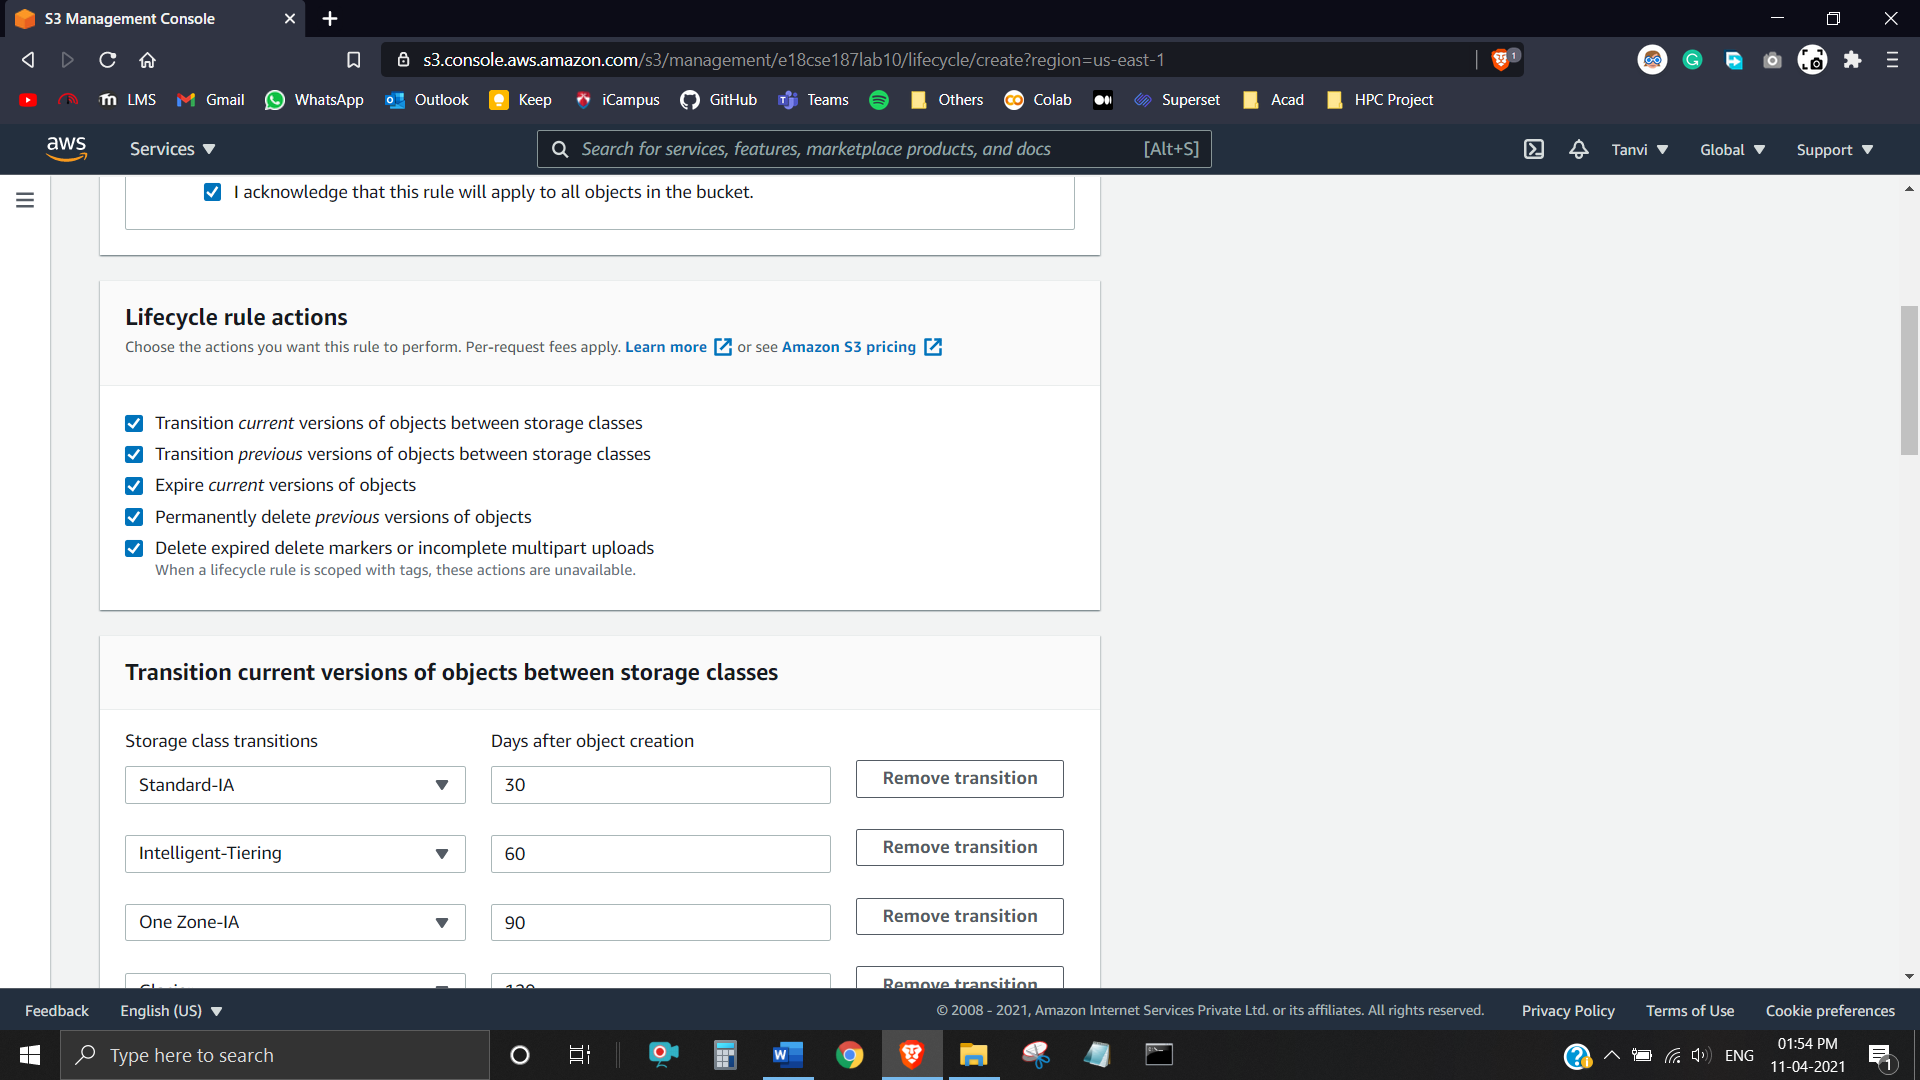 S3 Management Console
s3.console.aws.amazon.com/s3/management/e18cse187lab10/lifecycle/create?region=us-east-1
1
LMS Gmail WhatsApp Outlook Keep iCampus GitHub Teams Others Colab Superset Acad HPC Project
aws Services Search for services, features, marketplace products, and docs [Alt+S] Tanvi Global Support
I acknowledge that this rule will apply to all objects in the bucket.
Lifecycle rule actions
Choose the actions you want this rule to perform. Per-request fees apply. Learn more or see Amazon S3 pricing
Transition current versions of objects between storage classes
Transition previous versions of objects between storage classes
Expire current versions of objects
Permanently delete previous versions of objects
Delete expired delete markers or incomplete multipart uploads
When a lifecycle rule is scoped with tags, these actions are unavailable.
Transition current versions of objects between storage classes
Storage class transitions Days after object creation
Standard-IA 30 Remove transition
Intelligent-Tiering 60 Remove transition
One Zone-IA 90 Remove transition
Remove transition
Feedback English (US) © 2008 - 2021, Amazon Internet Services Private Ltd. or its affiliates. All rights reserved. Privacy Policy Terms of Use Cookie preferences
Type here to search
ENG
01:54 PM
11-04-2021
1